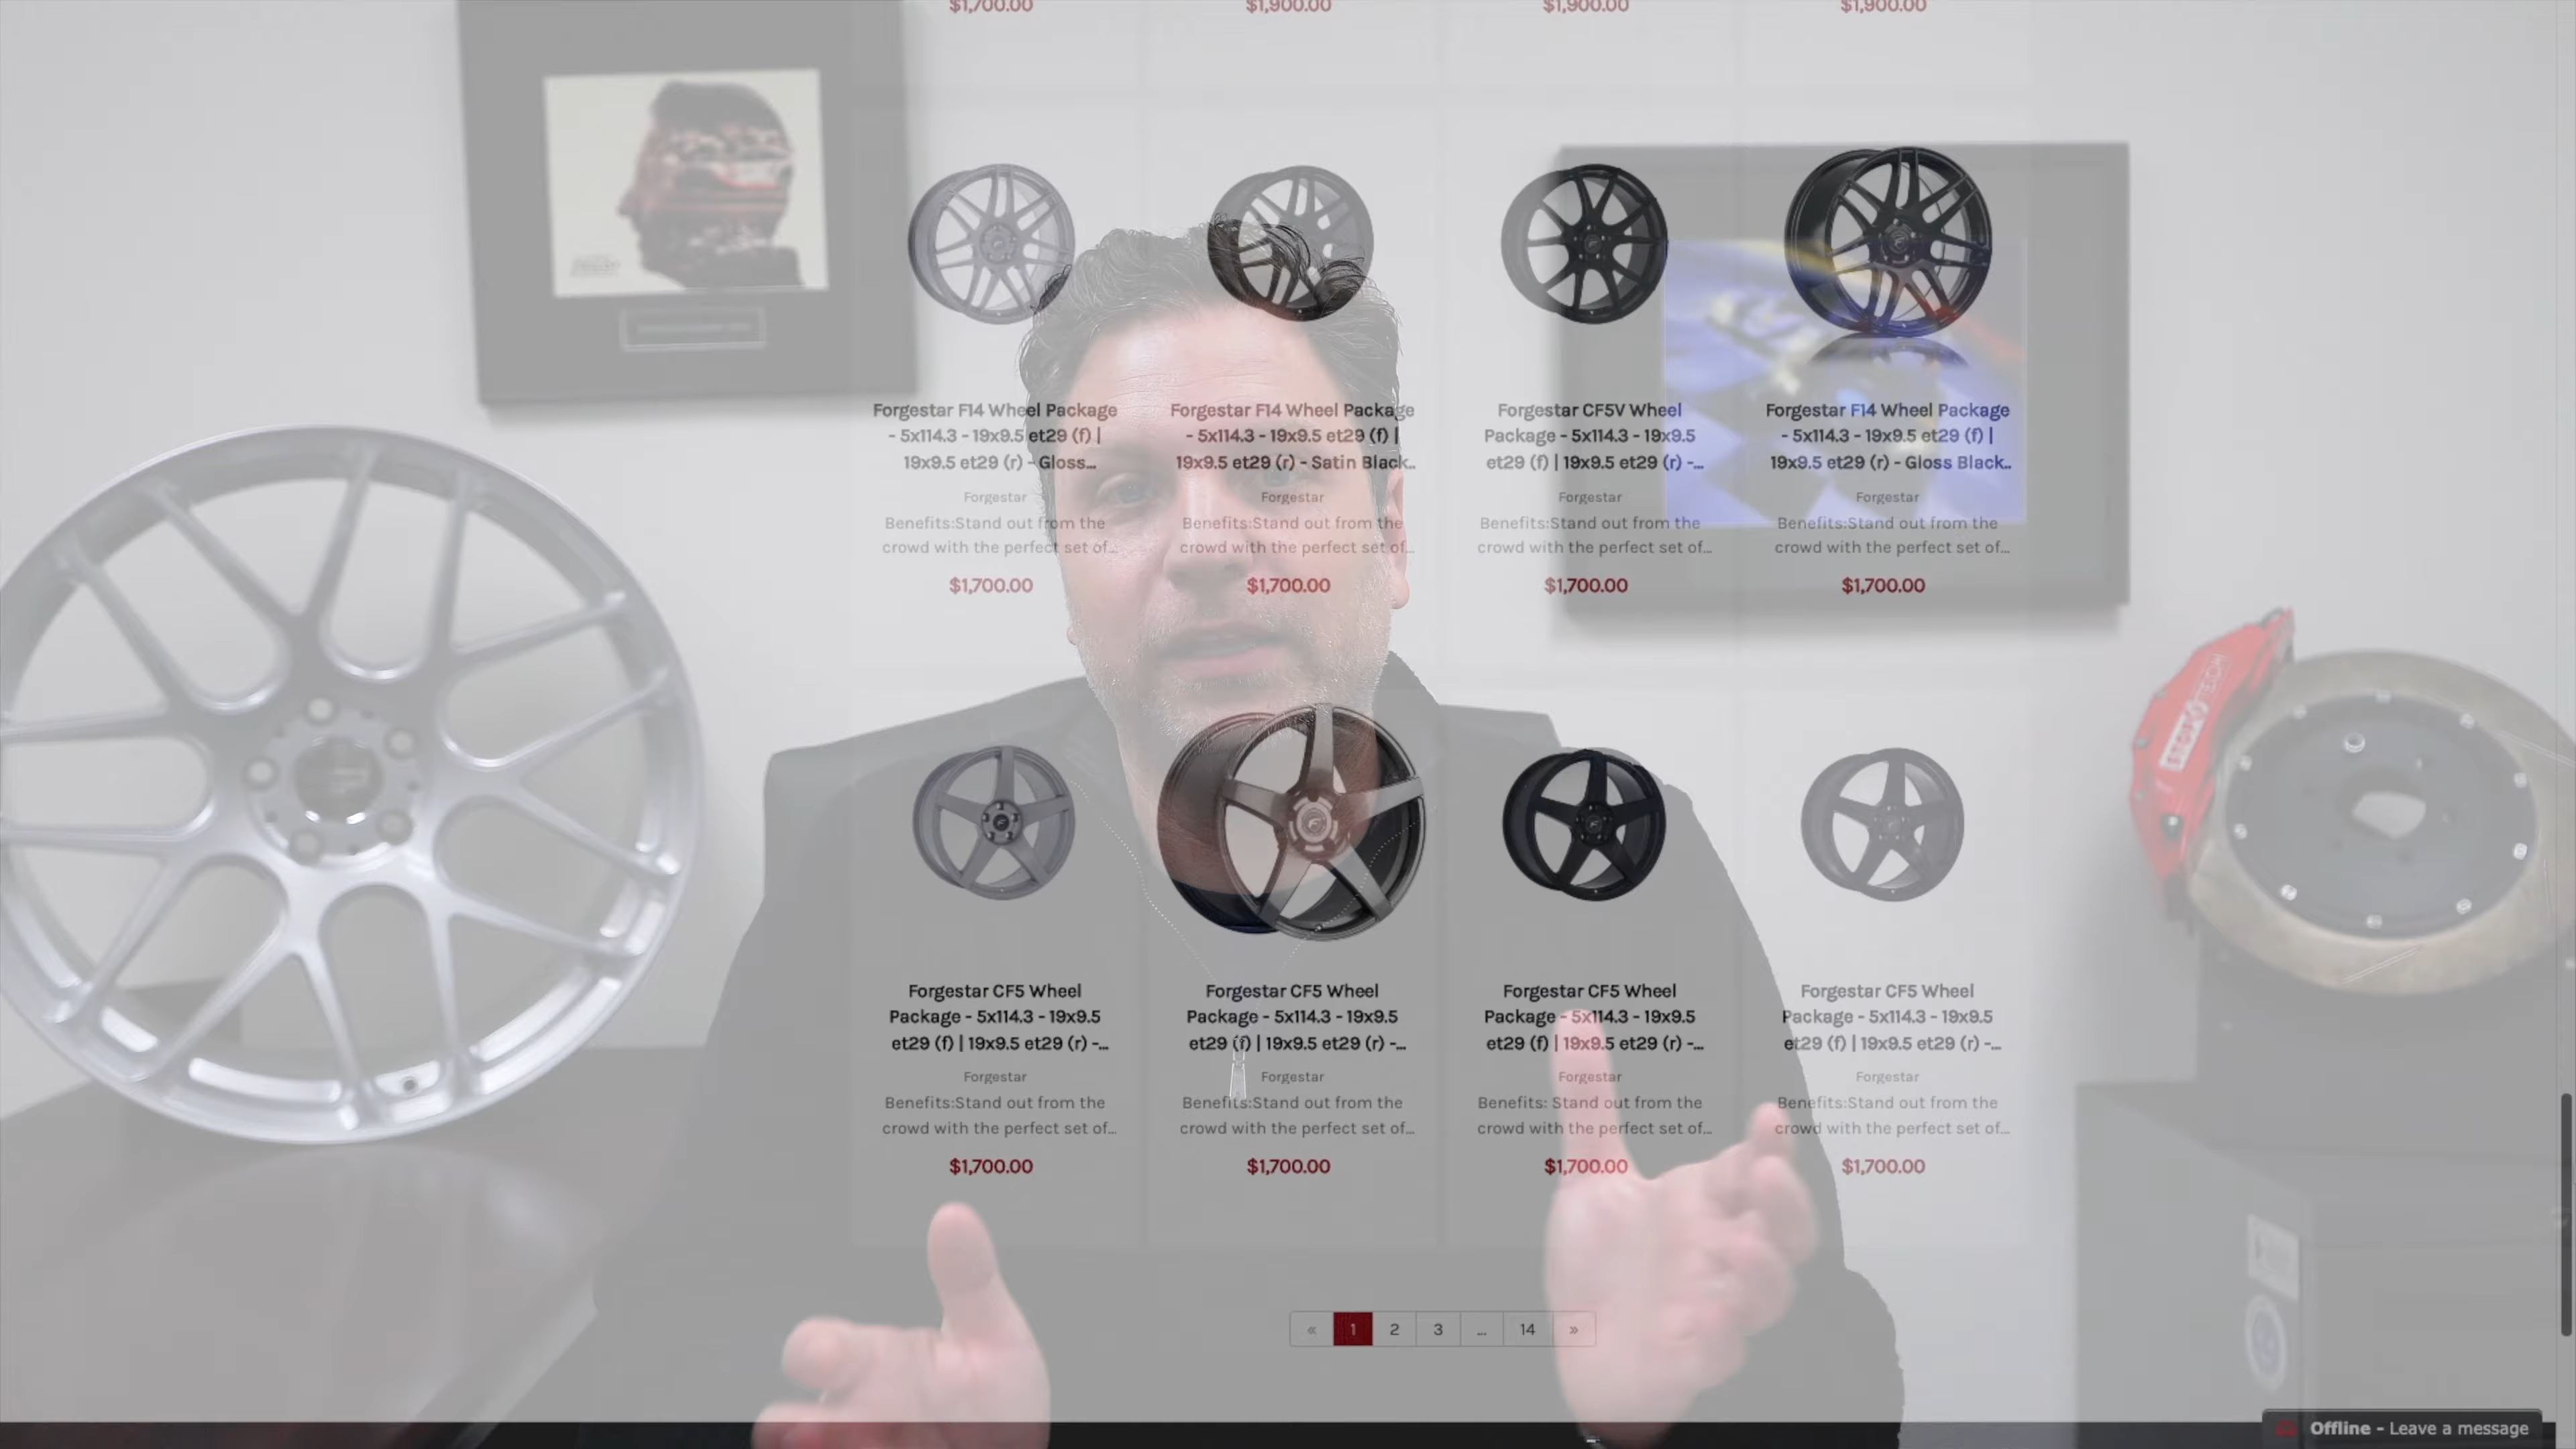 $1,700.00
$1,900.00
$1,900.00
$1,900.00
Forgestar F14 Wheel Package
- 5x114.3 - 19x9.5 et29 (f) |
19x9.5 et29 (r) - Gloss...
Forgestar
Benefits:Stand out from the
crowd with the perfect set of...
$1,700.00
Forgestar F14 Wheel Package
- 5x114.3 - 19x9.5 et29 (f) |
19x9.5 et29 (r) - Satin Black...
Forgestar
Benefits:Stand out from the
crowd with the perfect set of...
$1,700.00
Forgestar CF5V Wheel
Package - 5x114.3 - 19x9.5
et29 (f) | 19x9.5 et29 (r) -...
Forgestar
Benefits:Stand out from the
crowd with the perfect set of...
$1,700.00
Forgestar F14 Wheel Package
- 5x114.3 - 19x9.5 et29 (f) |
19x9.5 et29 (r) - Gloss Black...
Forgestar
Benefits:Stand out from the
crowd with the perfect set of...
$1,700.00
STOPTECH
Forgestar CF5 Wheel
Package - 5x114.3 - 19x9.5
et29 (f) | 19x9.5 et29 (r) -...
Forgestar
Benefits:Stand out from the
crowd with the perfect set of...
$1,700.00
Forgestar CF5 Wheel
Package - 5x114.3 - 19x9.5
et29 (f) | 19x9.5 et29 (r) -...
Forgestar
Benefits:Stand out from the
crowd with the perfect set of...
$1,700.00
Forgestar CF5 Wheel
Package - 5x114.3 - 19x9.5
et29 (f) | 19x9.5 et29 (r) -...
Forgestar
Benefits: Stand out from the
crowd with the perfect set of...
$1,700.00
Forgestar CF5 Wheel
Package - 5x114.3 - 19x9.5
et29 (f) | 19x9.5 et29 (r) -...
Forgestar
Benefits:Stand out from the
crowd with the perfect set of...
$1,700.00
« 1 2 3 ... 14 »
Offline - Leave a message